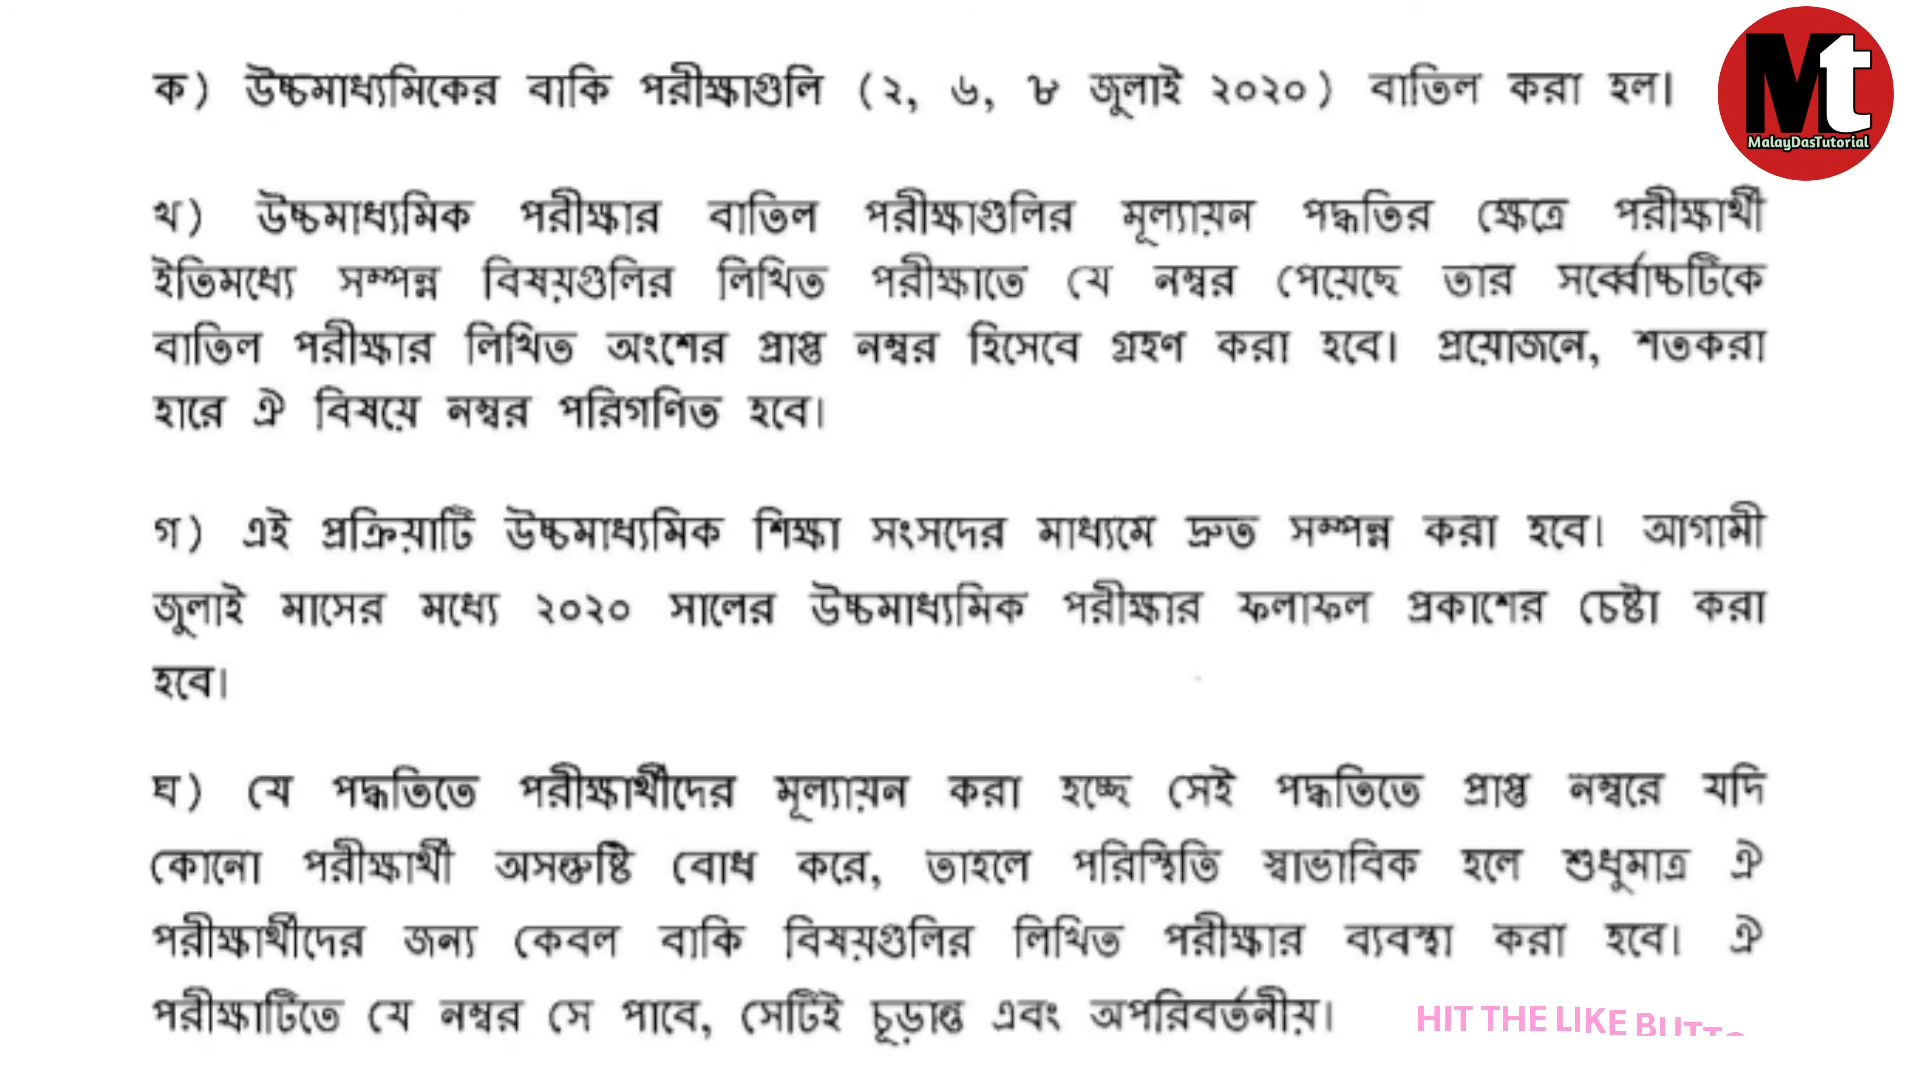 ক) উচ্চমাধ্যমিকের বাকি পরীক্ষাগুলি (২, ৬, ৮ জুলাই ২০২০) বাতিল করা হল।
Mt
MalayDasTutorial
খ) উচ্চমাধ্যমিক পরীক্ষার বাতিল পরীক্ষাগুলির মূল্যায়ন পদ্ধতির ক্ষেত্রে পরীক্ষার্থী
ইতিমধ্যে সম্পন্ন বিষয়গুলির লিখিত পরীক্ষাতে যে নম্বর পেয়েছে তার সর্ব্বোচ্চটিকে
বাতিল পরীক্ষার লিখিত অংশের প্রাপ্ত নম্বর হিসেবে গ্রহণ করা হবে। প্রয়োজনে, শতকরা
হারে ঐ বিষয়ে নম্বর পরিগণিত হবে।
গ) এই প্রক্রিয়াটি উচ্চমাধ্যমিক শিক্ষা সংসদের মাধ্যমে দ্রুত সম্পন্ন করা হবে। আগামী
জুলাই মাসের মধ্যে ২০২০ সালের উচ্চমাধ্যমিক পরীক্ষার ফলাফল প্রকাশের চেষ্টা করা
হবে।
ঘ) যে পদ্ধতিতে পরীক্ষার্থীদের মূল্যায়ন করা হচ্ছে সেই পদ্ধতিতে প্রাপ্ত নম্বরে যদি
কোনো পরীক্ষার্থী অসন্তুষ্টি বোধ করে, তাহলে পরিস্থিতি স্বাভাবিক হলে শুধুমাত্র ঐ
পরীক্ষার্থীদের জন্য কেবল বাকি বিষয়গুলির লিখিত পরীক্ষার ব্যবস্থা করা হবে। ঐ
পরীক্ষাটিতে যে নম্বর সে পাবে, সেটিই চূড়ান্ত এবং অপরিবর্তনীয়।
HIT THE LIKE